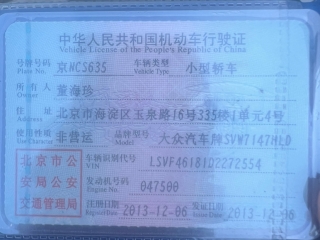 中华人民共和国机动车行驶证
Vehicle License of the People's Republic of China
号牌号码 京NC5635 车辆类型 小型轿车
Plate No. Vehicle Type
所有人 董海珍
Owner
住址 北京市海淀区玉泉路16号335楼1单元4号
Address
使用性质 非营运 品牌型号 大众汽车牌SVW7147HLD
Use Character Model
北京市公 车辆识别代号 LSVF46181D2272554
VIN
安局公安 发动机号码 047500
Engine No.
交通管理局 注册日期 2013-12-06 发证日期 2013-12-06
Register Date Issue Date